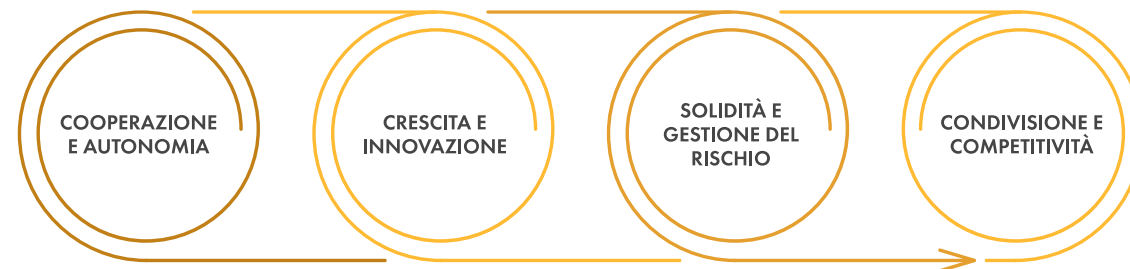 COOPERAZIONE
E AUTONOMIA
CRESCITA E
INNOVAZIONE
SOLIDITÀ E
GESTIONE DEL
RISCHIO
CONDIVISIONE E
COMPETITIVITÀ